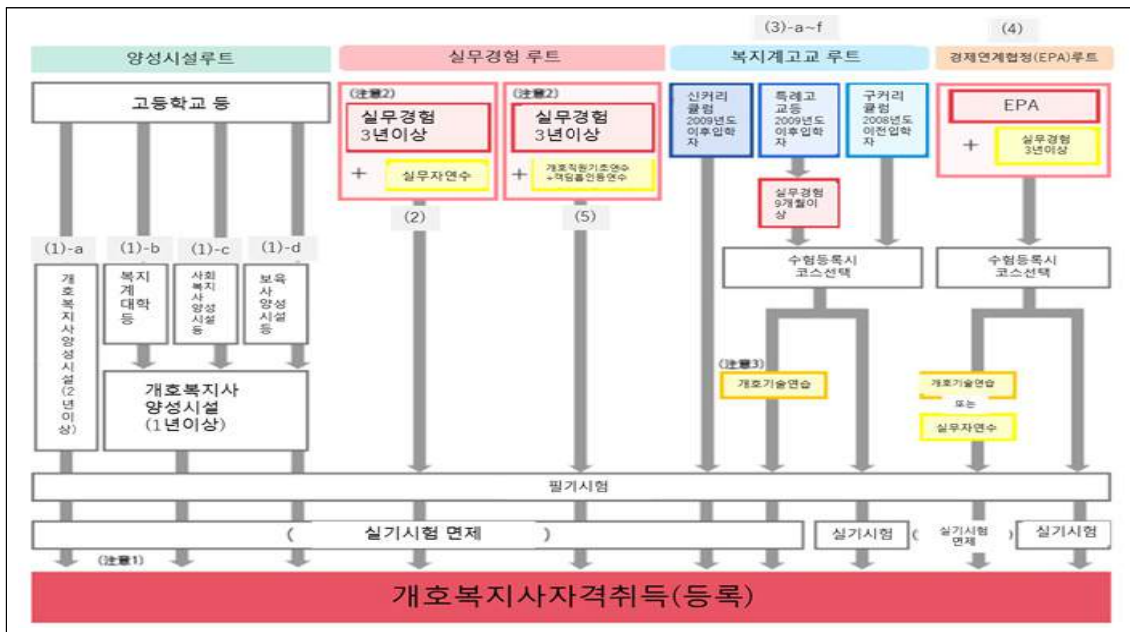 (3)-a~f
(4)
양성시설루트
실무경험 루트
복지계고교 루트
경제연계협정(EPA)루트
고등학교 등
(注意2)
실무경험
3년이상
+
실무자연수
(注意2)
실무경험
3년이상
+
개호직원기초연수
+객담흡인등연수
신커리
큘럼
2009년도
이후입학
자
특례고
교등
2009년도
이후입학
자
구커리
큘럼
2008년도
이전입학
자
EPA
+
실무경험
3년이상
실무경험
9개월이
상
(2)
(5)
(1)-a
(1)-b
(1)-c
(1)-d
수험등록시
코스선택
수험등록시
코스선택
개
호
복
지
사
양
성
시
설
(2
년
이
상)
복지
계
대학
등
사회
복지
사
양성
시설
등
보육
사
양성
시설
등
개호복지사
양성시설
(1년이상)
(注意3)
개호기술연습
개호기술연습
또는
실무자연수
필기시험
( 실기시험 면제 )
실기시험
( 실기시험
면제 )
실기시험
(注意1)
개호복지사자격취득(등록)